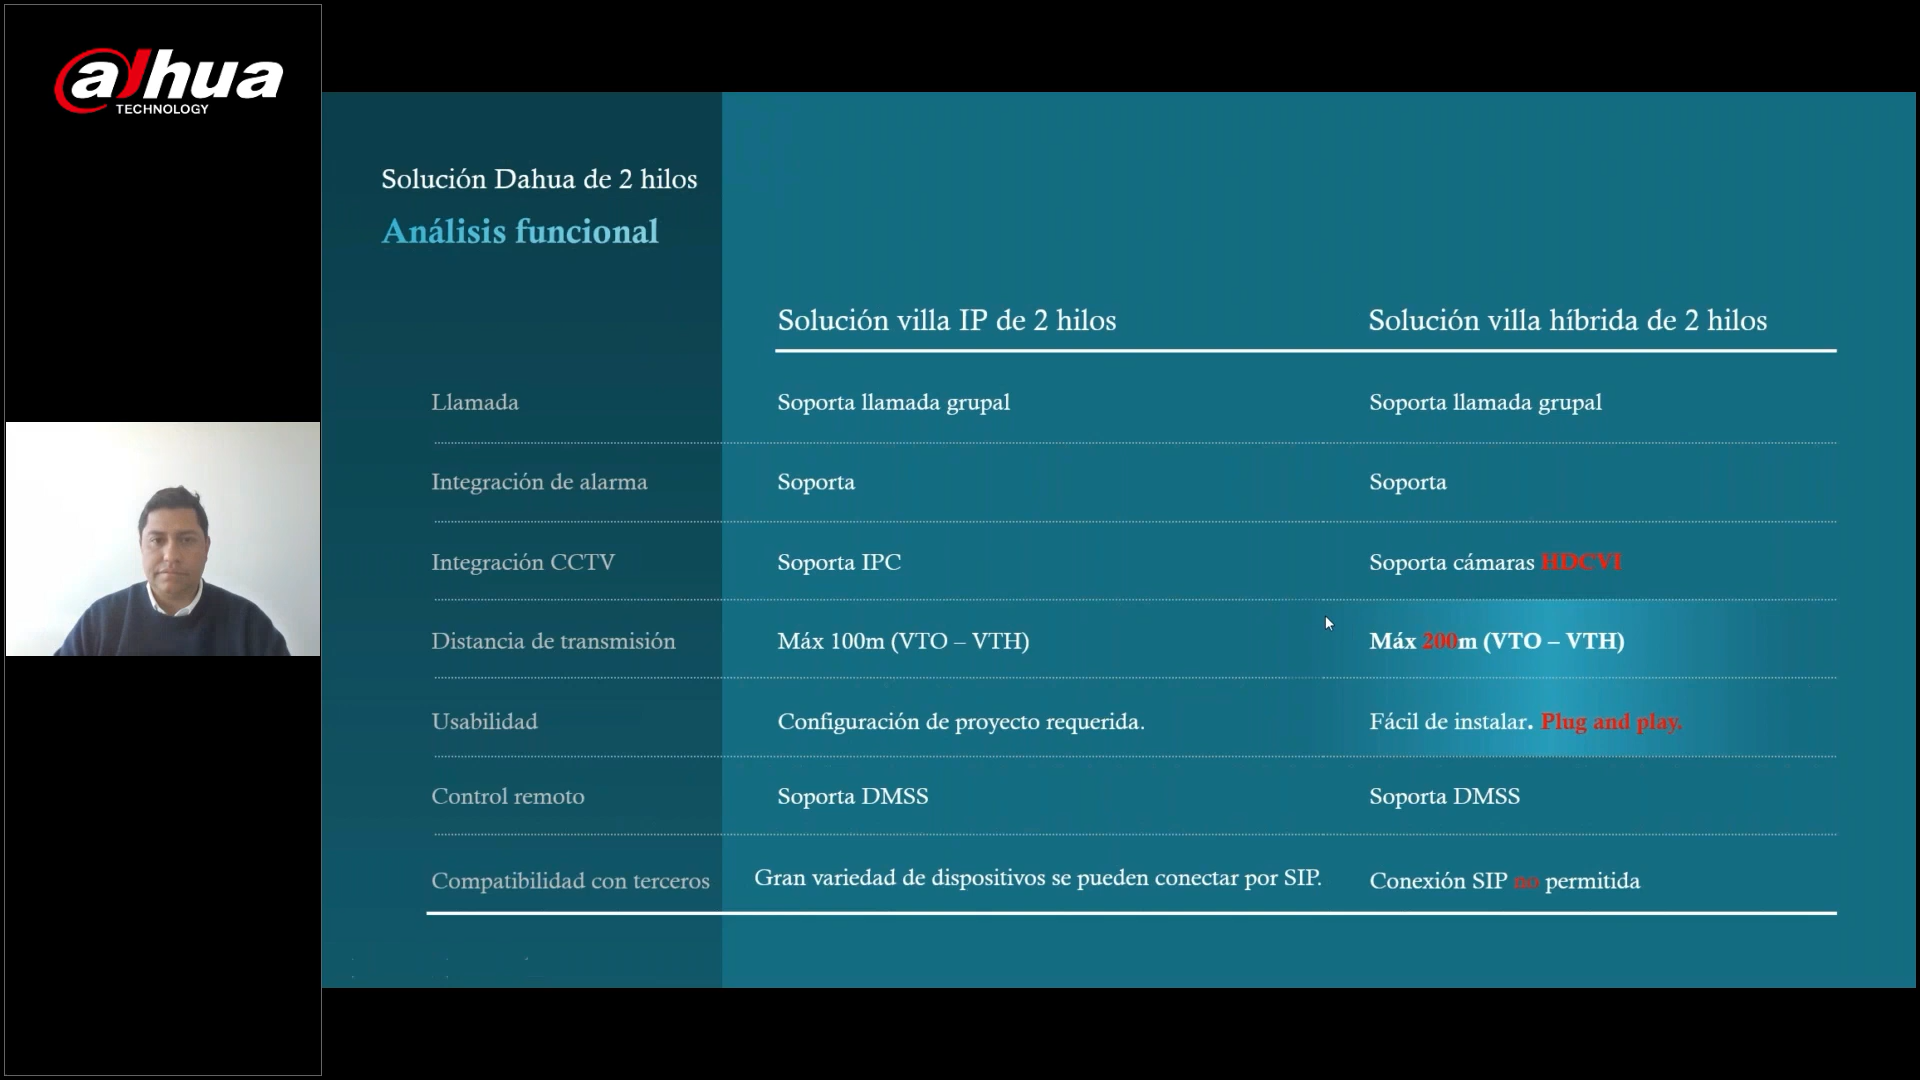 alhua
TECHNOLOGY
Solución Dahua de 2 hilos
Análisis funcional
Solución villa IP de 2 hilos Solución villa híbrida de 2 hilos
Llamada Soporta llamada grupal Soporta llamada grupal
Integración de alarma Soporta Soporta
Integración CCTV Soporta IPC Soporta cámaras HDCVI
Distancia de transmisión Máx 100m (VTO – VTH) Máx 200m (VTO – VTH)
Usabilidad Configuración de proyecto requerida. Fácil de instalar. Plug and play.
Control remoto Soporta DMSS Soporta DMSS
Compatibilidad con terceros Gran variedad de dispositivos se pueden conectar por SIP. Conexión SIP no permitida